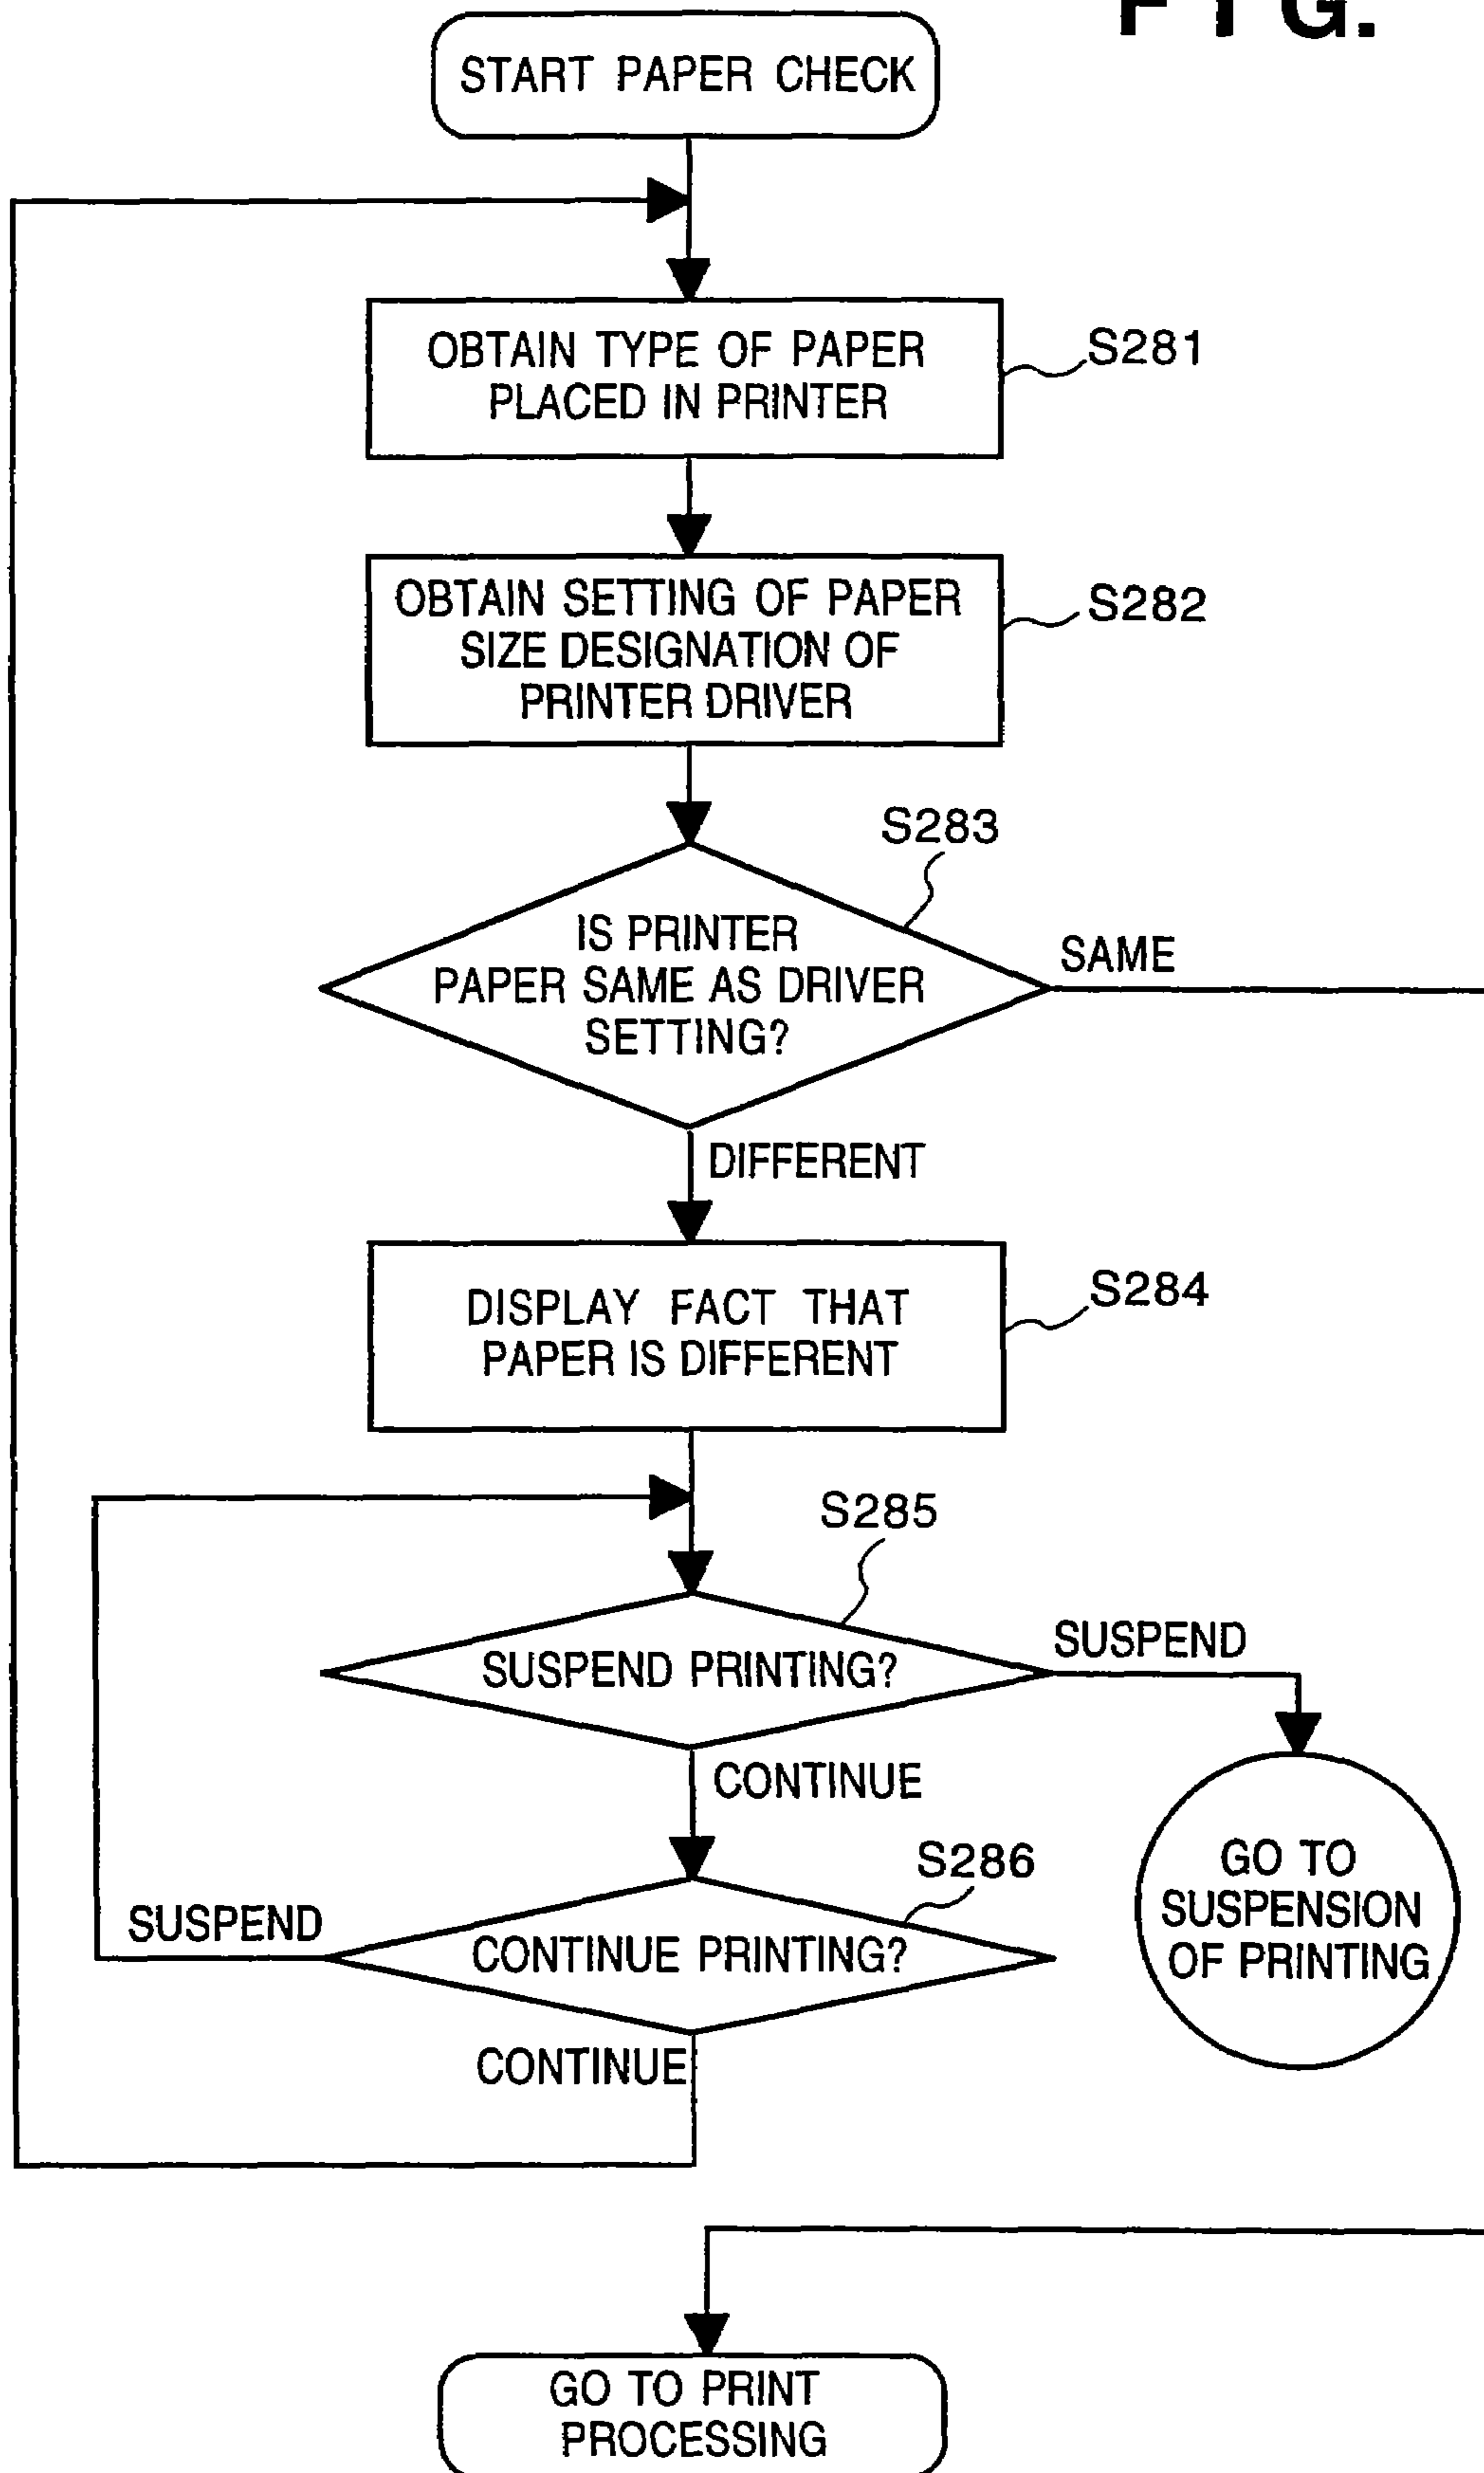 FIG.
START PAPER CHECK
OBTAIN TYPE OF PAPER
PLACED IN PRINTER
S281
OBTAIN SETTING OF PAPER
SIZE DESIGNATION OF
PRINTER DRIVER
S282
S283
IS PRINTER
PAPER SAME AS DRIVER
SETTING?
SAME
DIFFERENT
DISPLAY FACT THAT
PAPER IS DIFFERENT
S284
S285
SUSPEND PRINTING?
SUSPEND
CONTINUE
GO TO
SUSPENSION
OF PRINTING
S286
CONTINUE PRINTING?
SUSPEND
CONTINUE
GO TO PRINT
PROCESSING